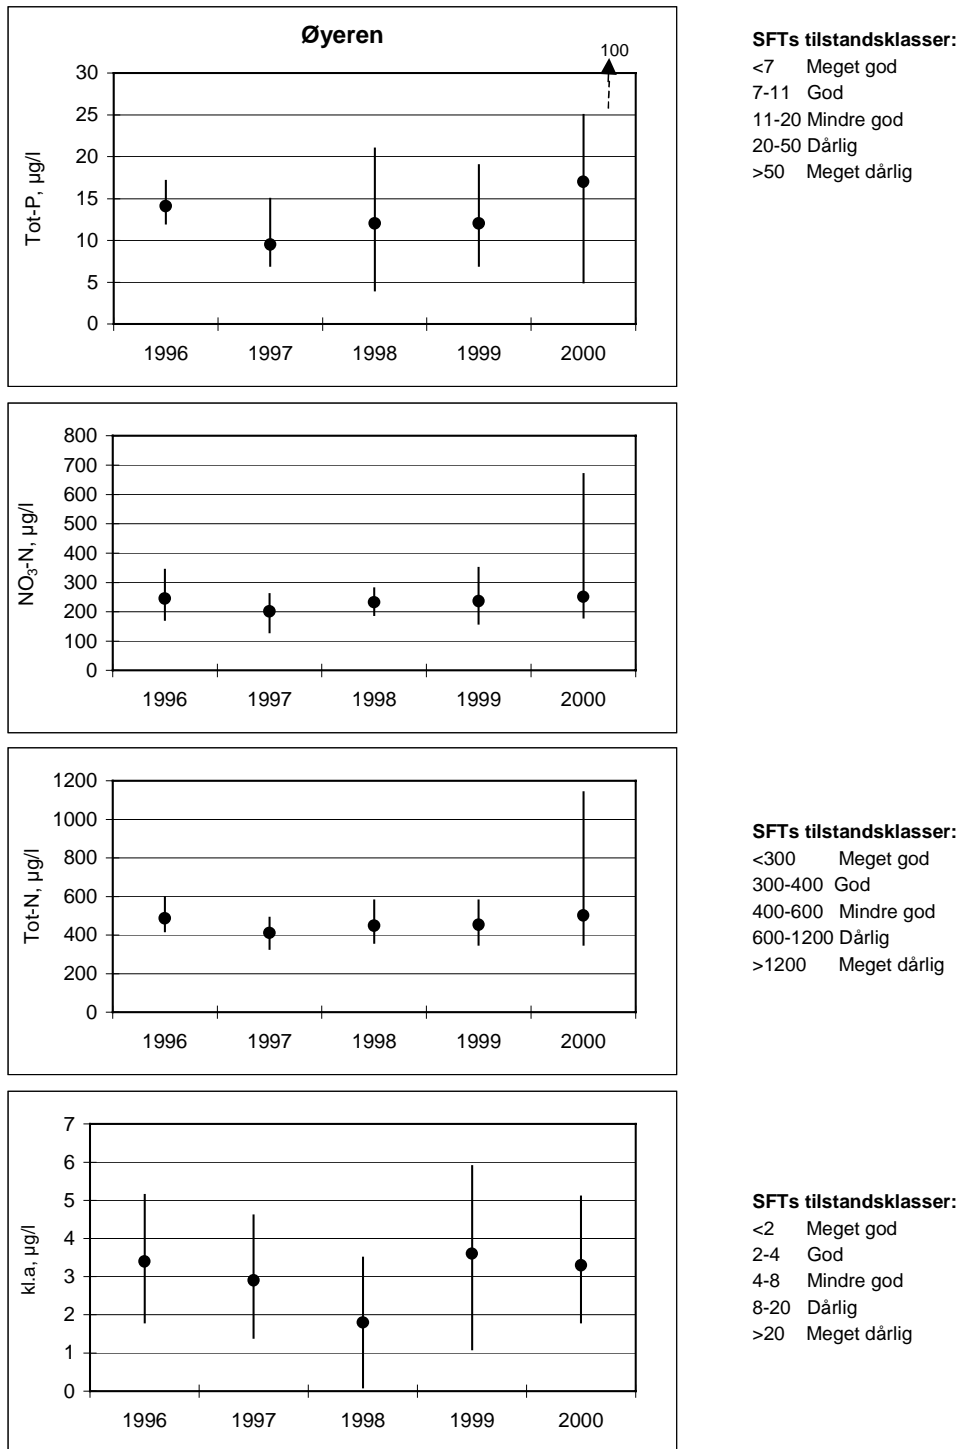 Øyeren
100
30
25
20
15
10
5
0
Tot-P, µg/l
1996 1997 1998 1999 2000
SFTs tilstandsklasser:
<7 Meget god
7-11 God
11-20 Mindre god
20-50 Dårlig
>50 Meget dårlig
800
700
600
500
400
300
200
100
0
NO₃-N, µg/l
1996 1997 1998 1999 2000
1200
1000
800
600
400
200
0
Tot-N, µg/l
1996 1997 1998 1999 2000
SFTs tilstandsklasser:
<300 Meget god
300-400 God
400-600 Mindre god
600-1200 Dårlig
>1200 Meget dårlig
7
6
5
4
3
2
1
0
kl.a, µg/l
1996 1997 1998 1999 2000
SFTs tilstandsklasser:
<2 Meget god
2-4 God
4-8 Mindre god
8-20 Dårlig
>20 Meget dårlig